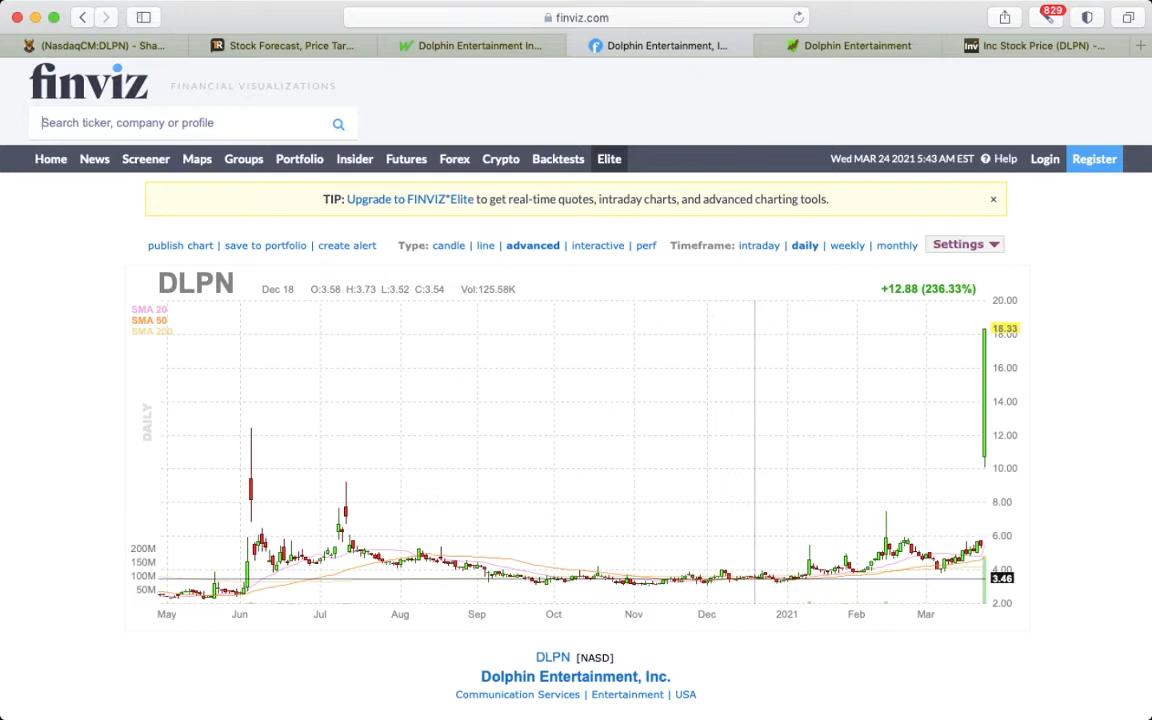 finviz.com
829
(NasdaqCM:DLPN) - Sha...
Stock Forecast, Price Tar...
Dolphin Entertainment In...
Dolphin Entertainment, I...
Dolphin Entertainment
Inv
Inc Stock Price (DLPN) -...
finviz FINANCIAL VISUALIZATIONS
Search ticker, company or profile
Home News Screener Maps Groups Portfolio Insider Futures Forex Crypto Backtests Elite Wed MAR 24 2021 5:43 AM EST Help Login Register
TIP: Upgrade to FINVIZ*Elite to get real-time quotes, intraday charts, and advanced charting tools. ×
publish chart | save to portfolio | create alert Type: candle | line | advanced | interactive | perf Timeframe: intraday | daily | weekly | monthly Settings
DLPN Dec 18 O:3.58 H:3.73 L:3.52 C:3.54 Vol:125.58K +12.88 (236.33%)
SMA 20
SMA 50
SMA 200
DAILY
20.00
18.33
18.00
16.00
14.00
12.00
10.00
8.00
6.00
4.00
3.46
2.00
200M
150M
100M
50M
May Jun Jul Aug Sep Oct Nov Dec 2021 Feb Mar
DLPN [NASD]
Dolphin Entertainment, Inc.
Communication Services | Entertainment | USA